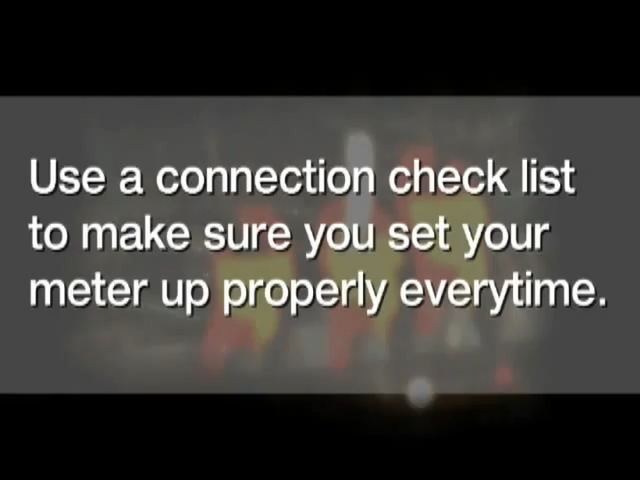 Use a connection check list
to make sure you set your
meter up properly everytime.